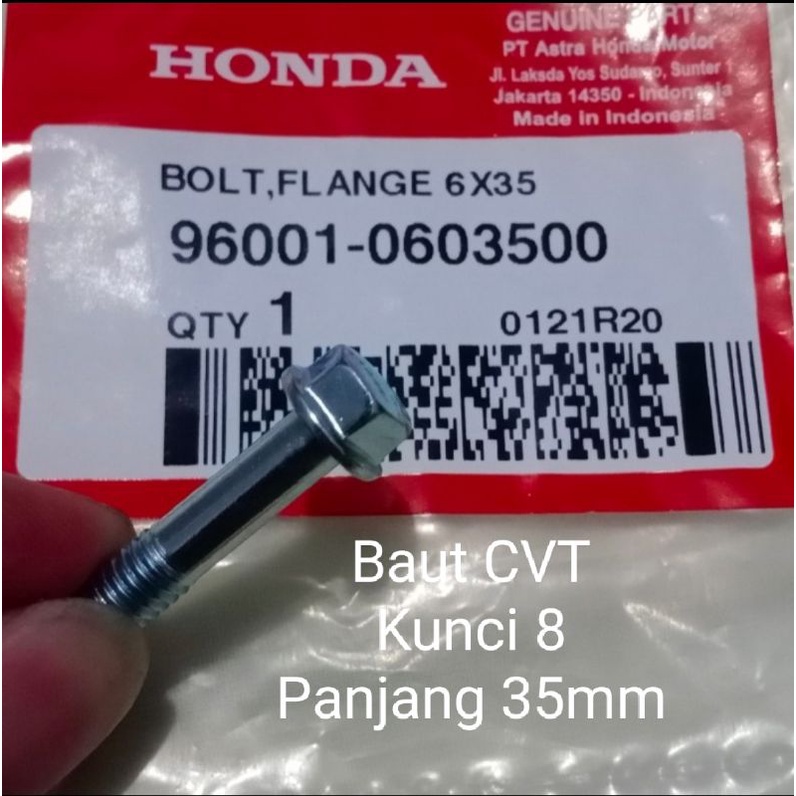 HONDA
GENUINE PARTS
PT Astra Honda Motor
Jl. Laksda Yos Sudarso, Sunter 1
Jakarta 14350 - Indonesia
Made in Indonesia
BOLT,FLANGE 6X35
96001-0603500
QTY 1
0121R20
Baut CVT
Kunci 8
Panjang 35mm